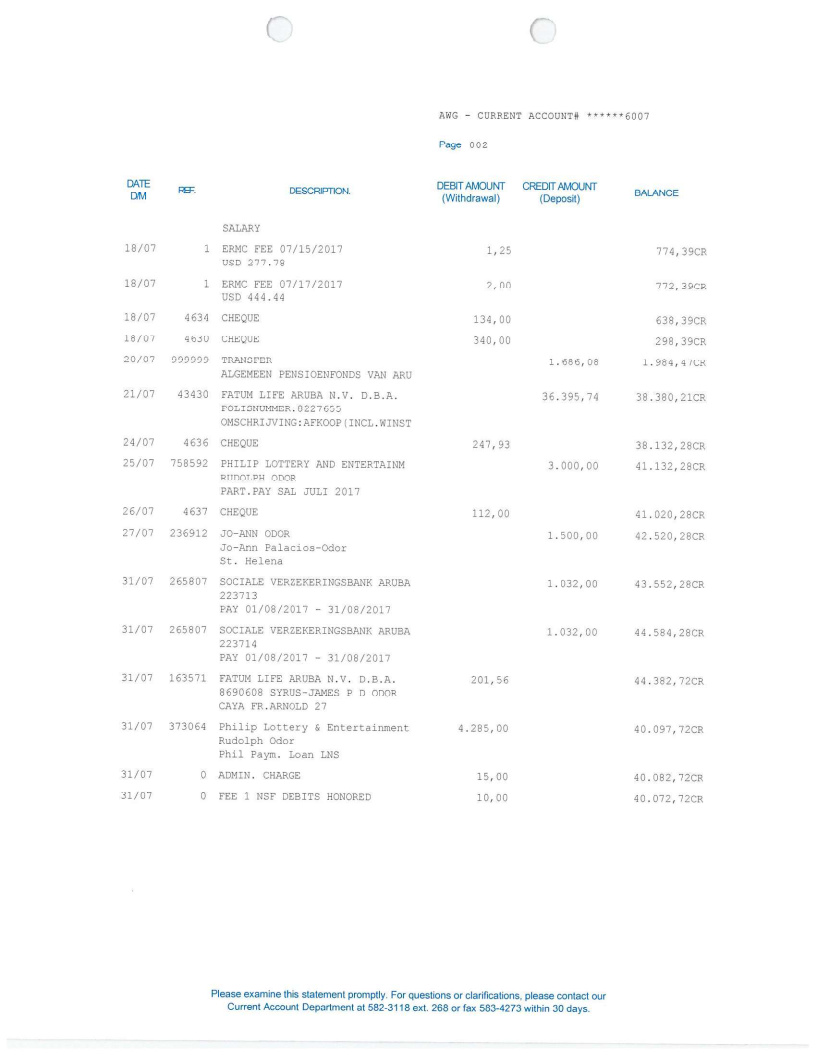 AWG - CURRENT ACCOUNT# ******6007
Page 002
DATE D/M REF. DESCRIPTION. DEBIT AMOUNT (Withdrawal) CREDIT AMOUNT (Deposit) BALANCE
SALARY
18/07 1 ERMC FEE 07/15/2017 1,25 774,39CR
USD 277.79
18/07 1 ERMC FEE 07/17/2017 2,00 772,39CR
USD 444.44
18/07 4634 CHEQUE 134,00 638,39CR
18/07 4630 CHEQUE 340,00 298,39CR
20/07 999999 TRANSFER 1.686,08 1.984,47CR
ALGEMEEN PENSIOENFONDS VAN ARU
21/07 43430 FATUM LIFE ARUBA N.V. D.B.A. 36.395,74 38.380,21CR
POLISNUMMER.8227655
OMSCHRIJVING:AFKOOP(INCL.WINST
24/07 4636 CHEQUE 247,93 38.132,28CR
25/07 758592 PHILIP LOTTERY AND ENTERTAINM 3.000,00 41.132,28CR
RUDOLPH ODOR
PART.PAY SAL JULI 2017
26/07 4637 CHEQUE 112,00 41.020,28CR
27/07 236912 JO-ANN ODOR 1.500,00 42.520,28CR
Jo-Ann Palacios-Odor
St. Helena
31/07 265807 SOCIALE VERZEKERINGSBANK ARUBA 1.032,00 43.552,28CR
223713
PAY 01/08/2017 - 31/08/2017
31/07 265807 SOCIALE VERZEKERINGSBANK ARUBA 1.032,00 44.584,28CR
223714
PAY 01/08/2017 - 31/08/2017
31/07 163571 FATUM LIFE ARUBA N.V. D.B.A. 201,56 44.382,72CR
8690608 SYRUS-JAMES P D ODOR
CAYA FR.ARNOLD 27
31/07 373064 Philip Lottery & Entertainment 4.285,00 40.097,72CR
Rudolph Odor
Phil Paym. Loan LNS
31/07 0 ADMIN. CHARGE 15,00 40.082,72CR
31/07 0 FEE 1 NSF DEBITS HONORED 10,00 40.072,72CR
Please examine this statement promptly. For questions or clarifications, please contact our
Current Account Department at 582-3118 ext. 268 or fax 583-4273 within 30 days.